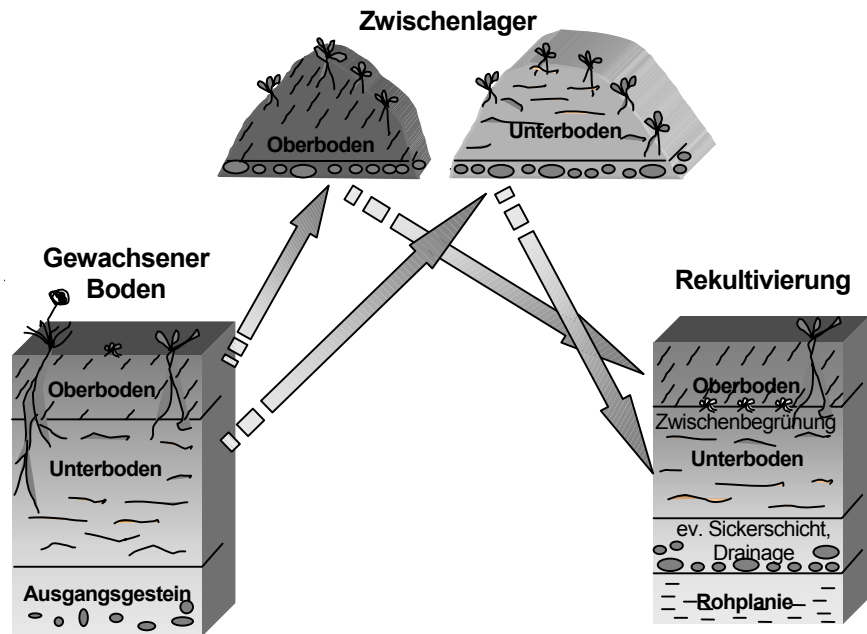 Zwischenlager
Oberboden
Unterboden
Gewachsener
Boden
Oberboden
Unterboden
Ausgangsgestein
Rekultivierung
Oberboden
Zwischenbegrünung
Unterboden
ev. Sickerschicht,
Drainage
Rohplanie